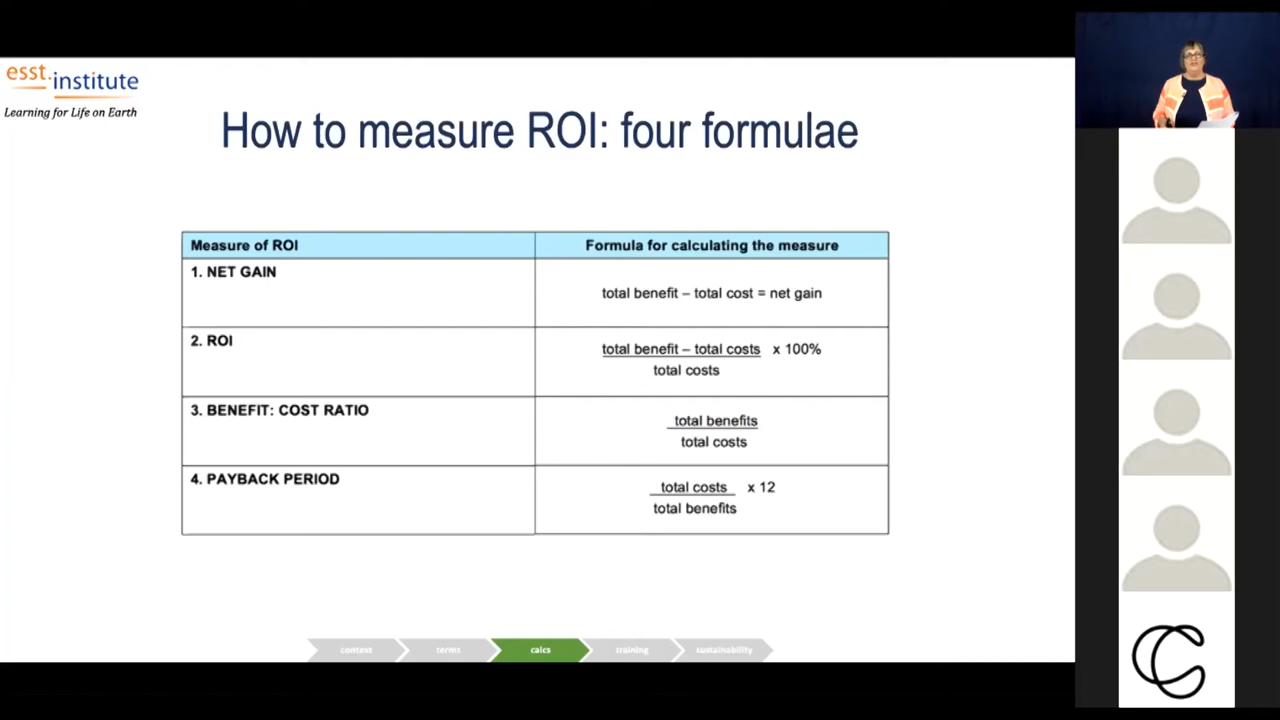 esst.institute
Learning for Life on Earth
How to measure ROI: four formulae
Measure of ROI
Formula for calculating the measure
1. NET GAIN
total benefit – total cost = net gain
2. ROI
total benefit – total costs x 100%
total costs
3. BENEFIT: COST RATIO
total benefits
total costs
4. PAYBACK PERIOD
total costs x 12
total benefits
context
terms
calcs
training
sustainability